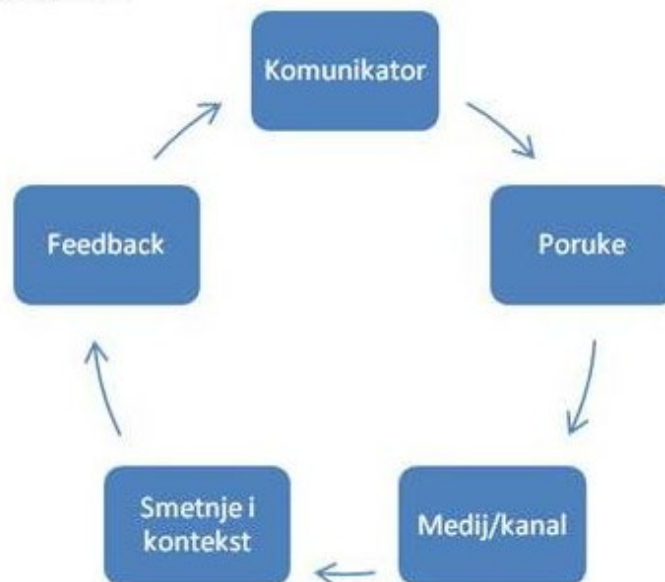 Komunikator
Poruke
Medij/kanal
Smetnje i
kontekst
Feedback